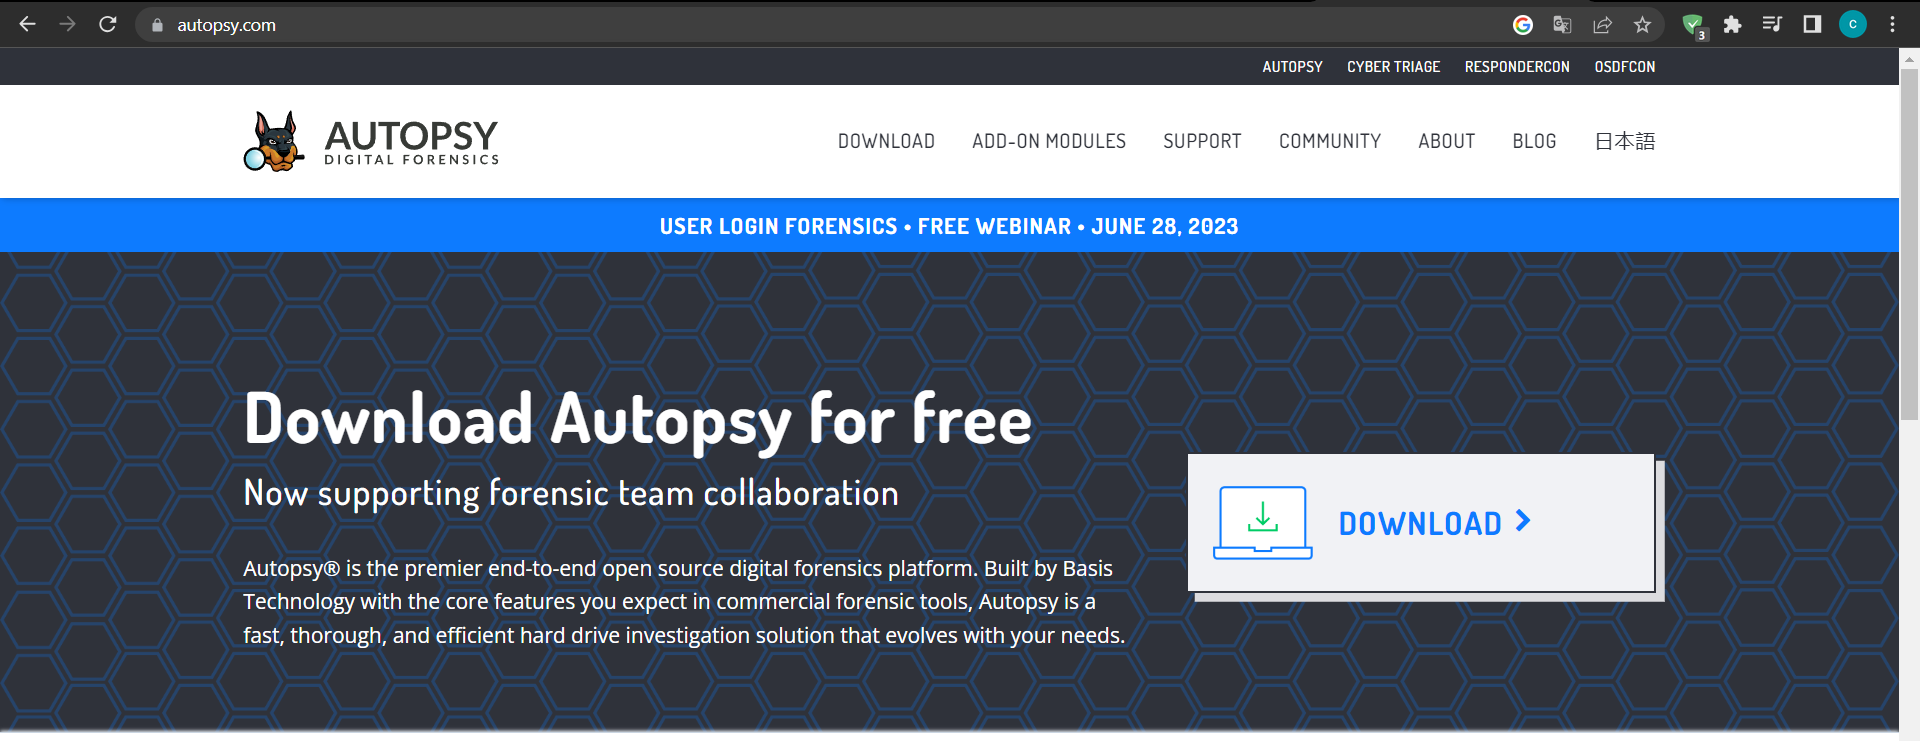 autopsy.com
3
C
AUTOPSY CYBER TRIAGE RESPONDERCON OSDFCON
AUTOPSY
DIGITAL FORENSICS
DOWNLOAD ADD-ON MODULES SUPPORT COMMUNITY ABOUT BLOG 日本語
USER LOGIN FORENSICS • FREE WEBINAR • JUNE 28, 2023
Download Autopsy for free
Now supporting forensic team collaboration
Autopsy® is the premier end-to-end open source digital forensics platform. Built by Basis
Technology with the core features you expect in commercial forensic tools, Autopsy is a
fast, thorough, and efficient hard drive investigation solution that evolves with your needs.
DOWNLOAD